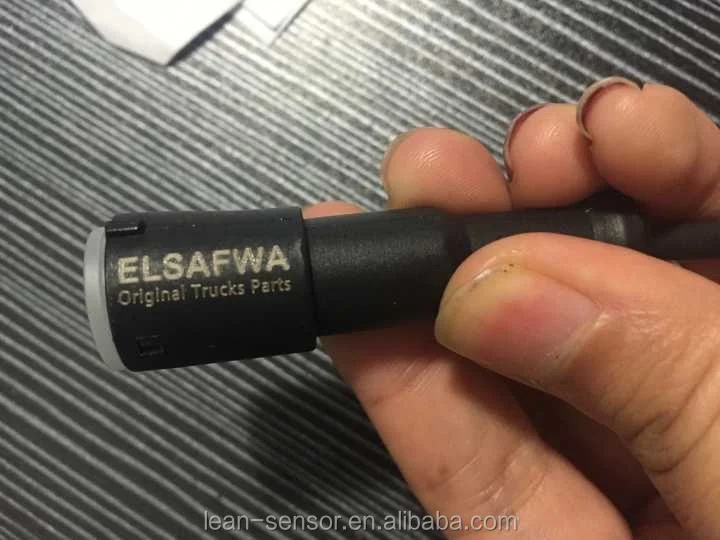 ELSAFWA
Original Trucks Parts
lean-sensor.en.alibaba.com